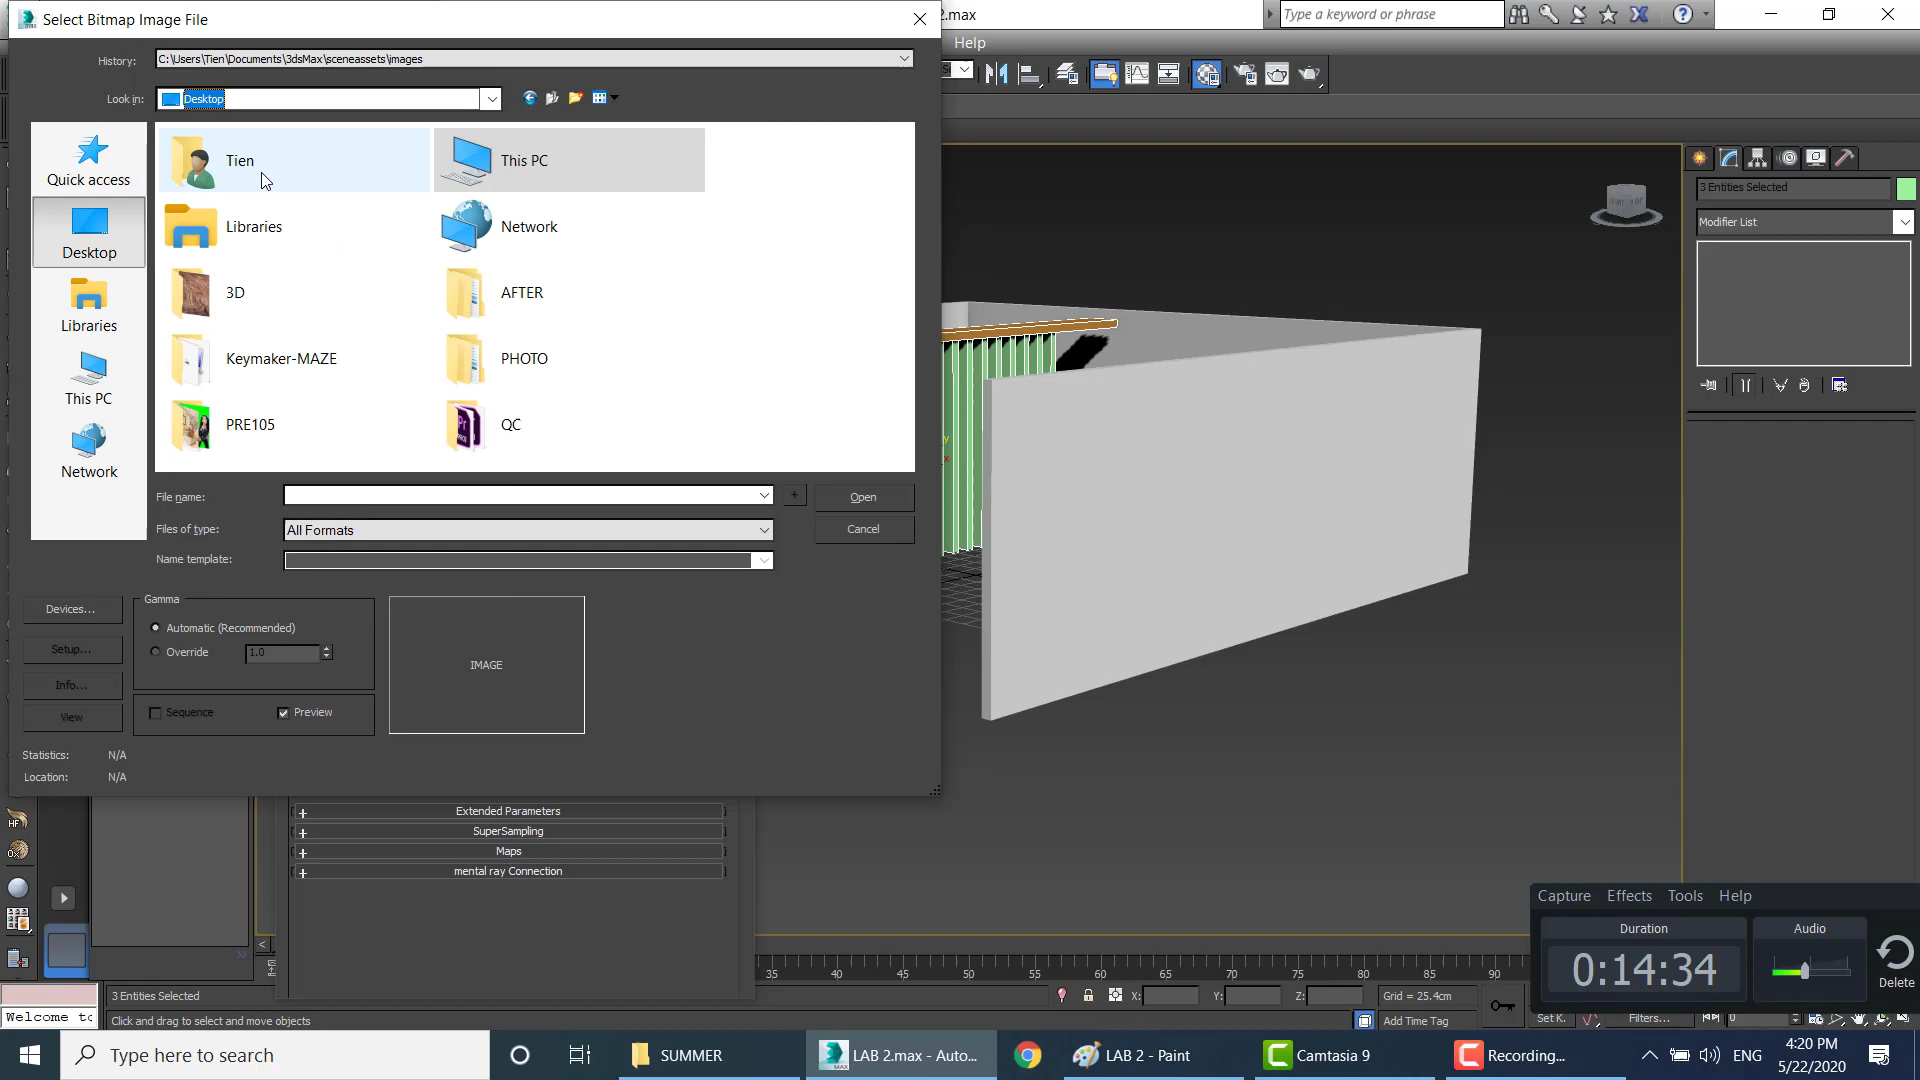 Select Bitmap Image File
2.max
Type a keyword or phrase
Help
History:
C:\Users\Tien\Documents\3dsMax\sceneassets\images
Look in:
Desktop
Quick access
Desktop
Libraries
This PC
Network
Tien
This PC
Libraries
Network
3D
AFTER
Keymaker-MAZE
PHOTO
PRE105
QC
File name:
Open
Files of type:
All Formats
Cancel
Name template:
Devices...
Setup...
Info...
View
Gamma
Automatic (Recommended)
Override
1.0
Sequence
Preview
IMAGE
Statistics:
N/A
Location:
N/A
3 Entities Selected
Modifier List
y
x
HF
Extended Parameters
SuperSampling
Maps
mental ray Connection
Capture
Effects
Tools
Help
Duration
Audio
0:14:34
Delete
35 40 45 50 55 60 65 70 75 80 85 90
3 Entities Selected
X:
Y:
Z:
Grid = 25.4cm
Welcome to
Click and drag to select and move objects
Add Time Tag
Set K.
Filters...
0
Type here to search
SUMMER
MAX
LAB 2.max - Auto...
LAB 2 - Paint
Camtasia 9
Recording...
ENG
4:20 PM
5/22/2020